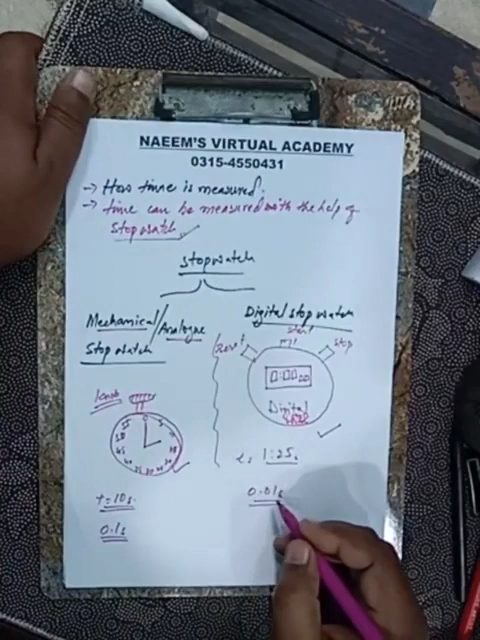 NAEEM'S VIRTUAL ACADEMY
0315-4550431
→ How time is measured.
→ time can be measured with the help of
stopwatch
stopwatch
Mechanical/Analogue
Stop watch
knob
t=10s
0.1s
Digital stop watch
start
Reset
stop
0:00 00
Digital
t= 1:25s
0.01s